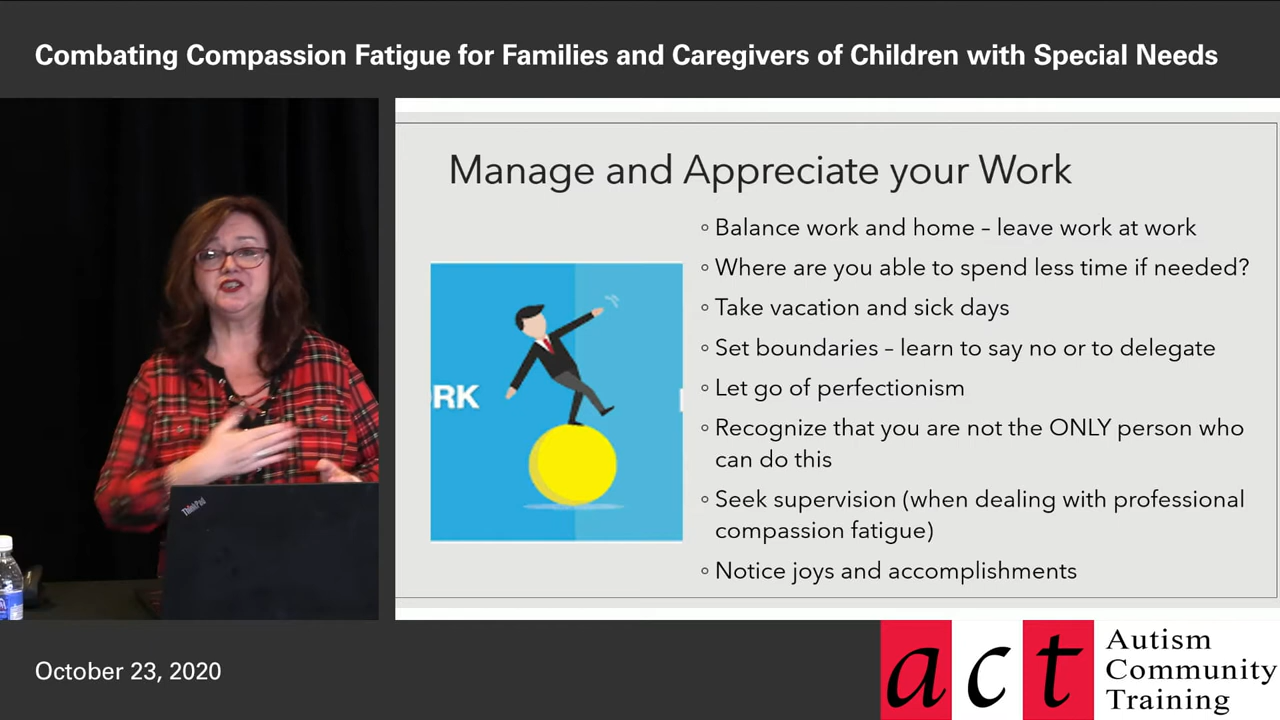 Combating Compassion Fatigue for Families and Caregivers of Children with Special Needs
Manage and Appreciate your Work
◦ Balance work and home – leave work at work
◦ Where are you able to spend less time if needed?
◦ Take vacation and sick days
◦ Set boundaries – learn to say no or to delegate
◦ Let go of perfectionism
◦ Recognize that you are not the ONLY person who
can do this
◦ Seek supervision (when dealing with professional
compassion fatigue)
◦ Notice joys and accomplishments
RK
ThinkPad
October 23, 2020
act
Autism
Community
Training